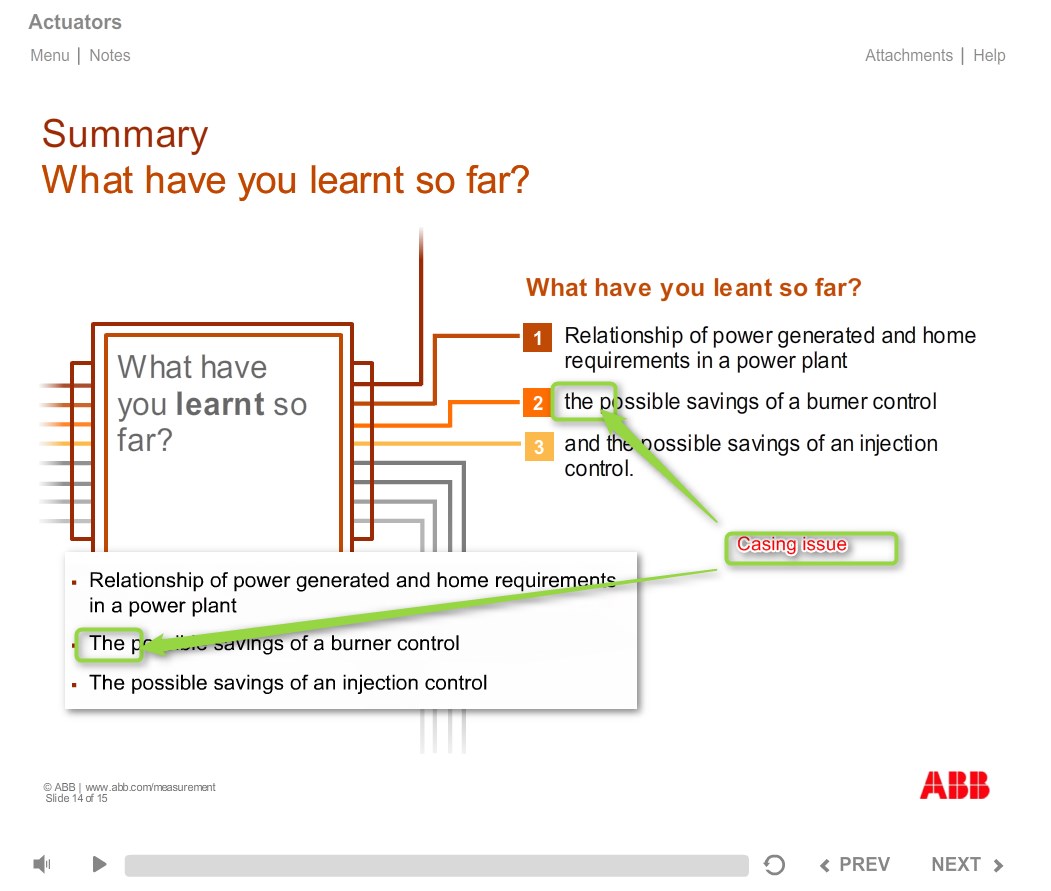 Actuators
Menu | Notes
Attachments | Help
Summary
What have you learnt so far?
What have you leant so far?
1 Relationship of power generated and home
requirements in a power plant
2 the possible savings of a burner control
3 and the possible savings of an injection
control.
What have
you learnt so
far?
Casing issue
Relationship of power generated and home requirements
in a power plant
The possible savings of a burner control
The possible savings of an injection control
© ABB | www.abb.com/measurement
Slide 14 of 15
ABB
PREV
NEXT